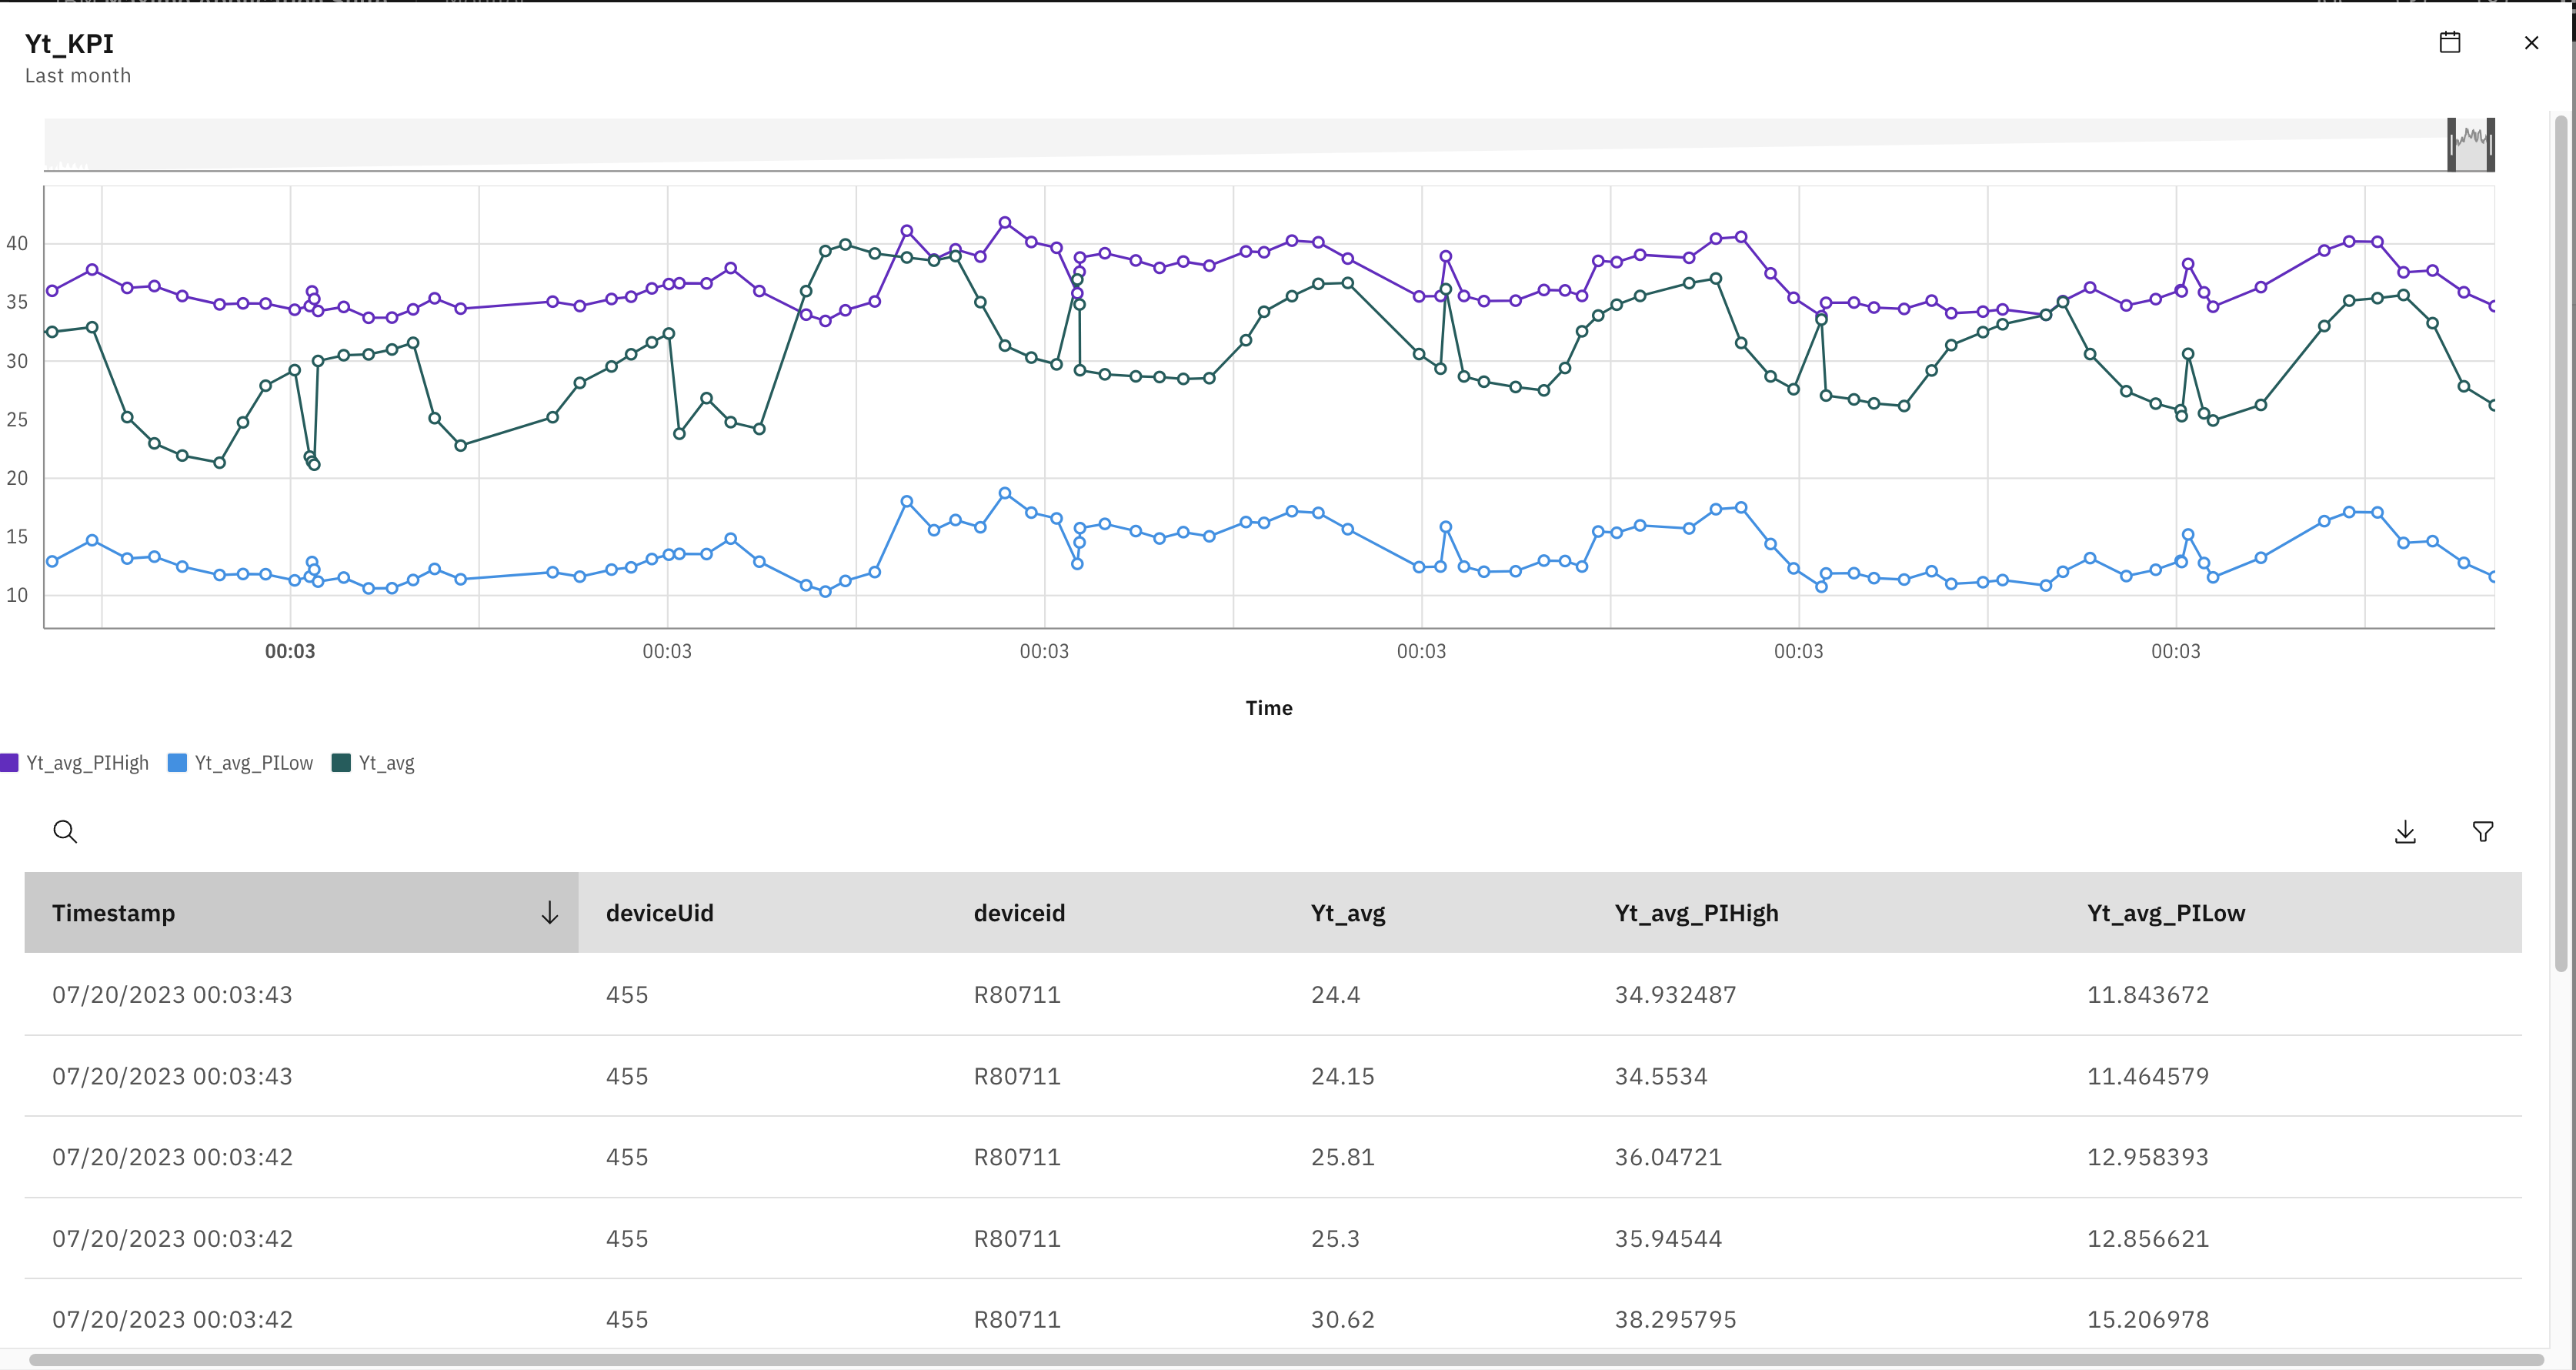 Yt_KPI
Last month
40
35
30
25
20
15
10
00:03 00:03 00:03 00:03 00:03 00:03
Time
Yt_avg_PIHigh Yt_avg_PILow Yt_avg
Timestamp deviceUid deviceid Yt_avg Yt_avg_PIHigh Yt_avg_PILow
07/20/2023 00:03:43 455 R80711 24.4 34.932487 11.843672
07/20/2023 00:03:43 455 R80711 24.15 34.5534 11.464579
07/20/2023 00:03:42 455 R80711 25.81 36.04721 12.958393
07/20/2023 00:03:42 455 R80711 25.3 35.94544 12.856621
07/20/2023 00:03:42 455 R80711 30.62 38.295795 15.206978